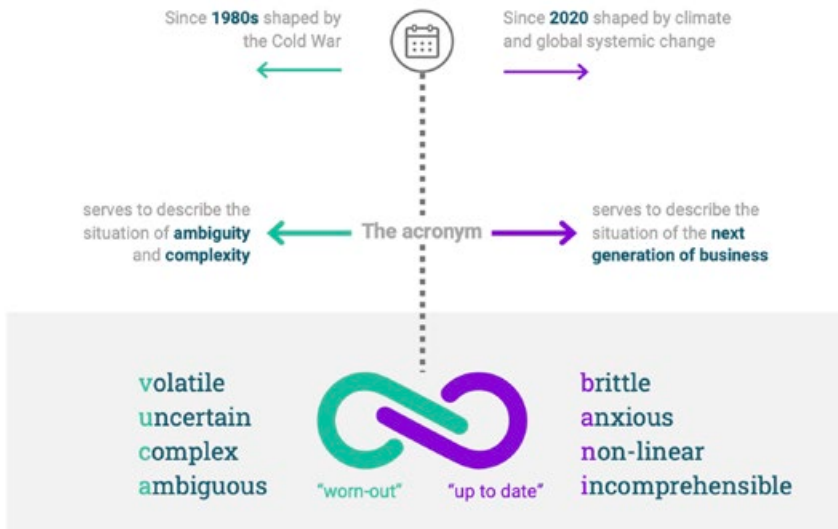 Since 1980s shaped by
the Cold War
Since 2020 shaped by climate
and global systemic change
serves to describe the
situation of ambiguity
and complexity
The acronym
serves to describe the
situation of the next
generation of business
volatile
uncertain
complex
ambiguous
"worn-out"
"up to date"
brittle
anxious
non-linear
incomprehensible